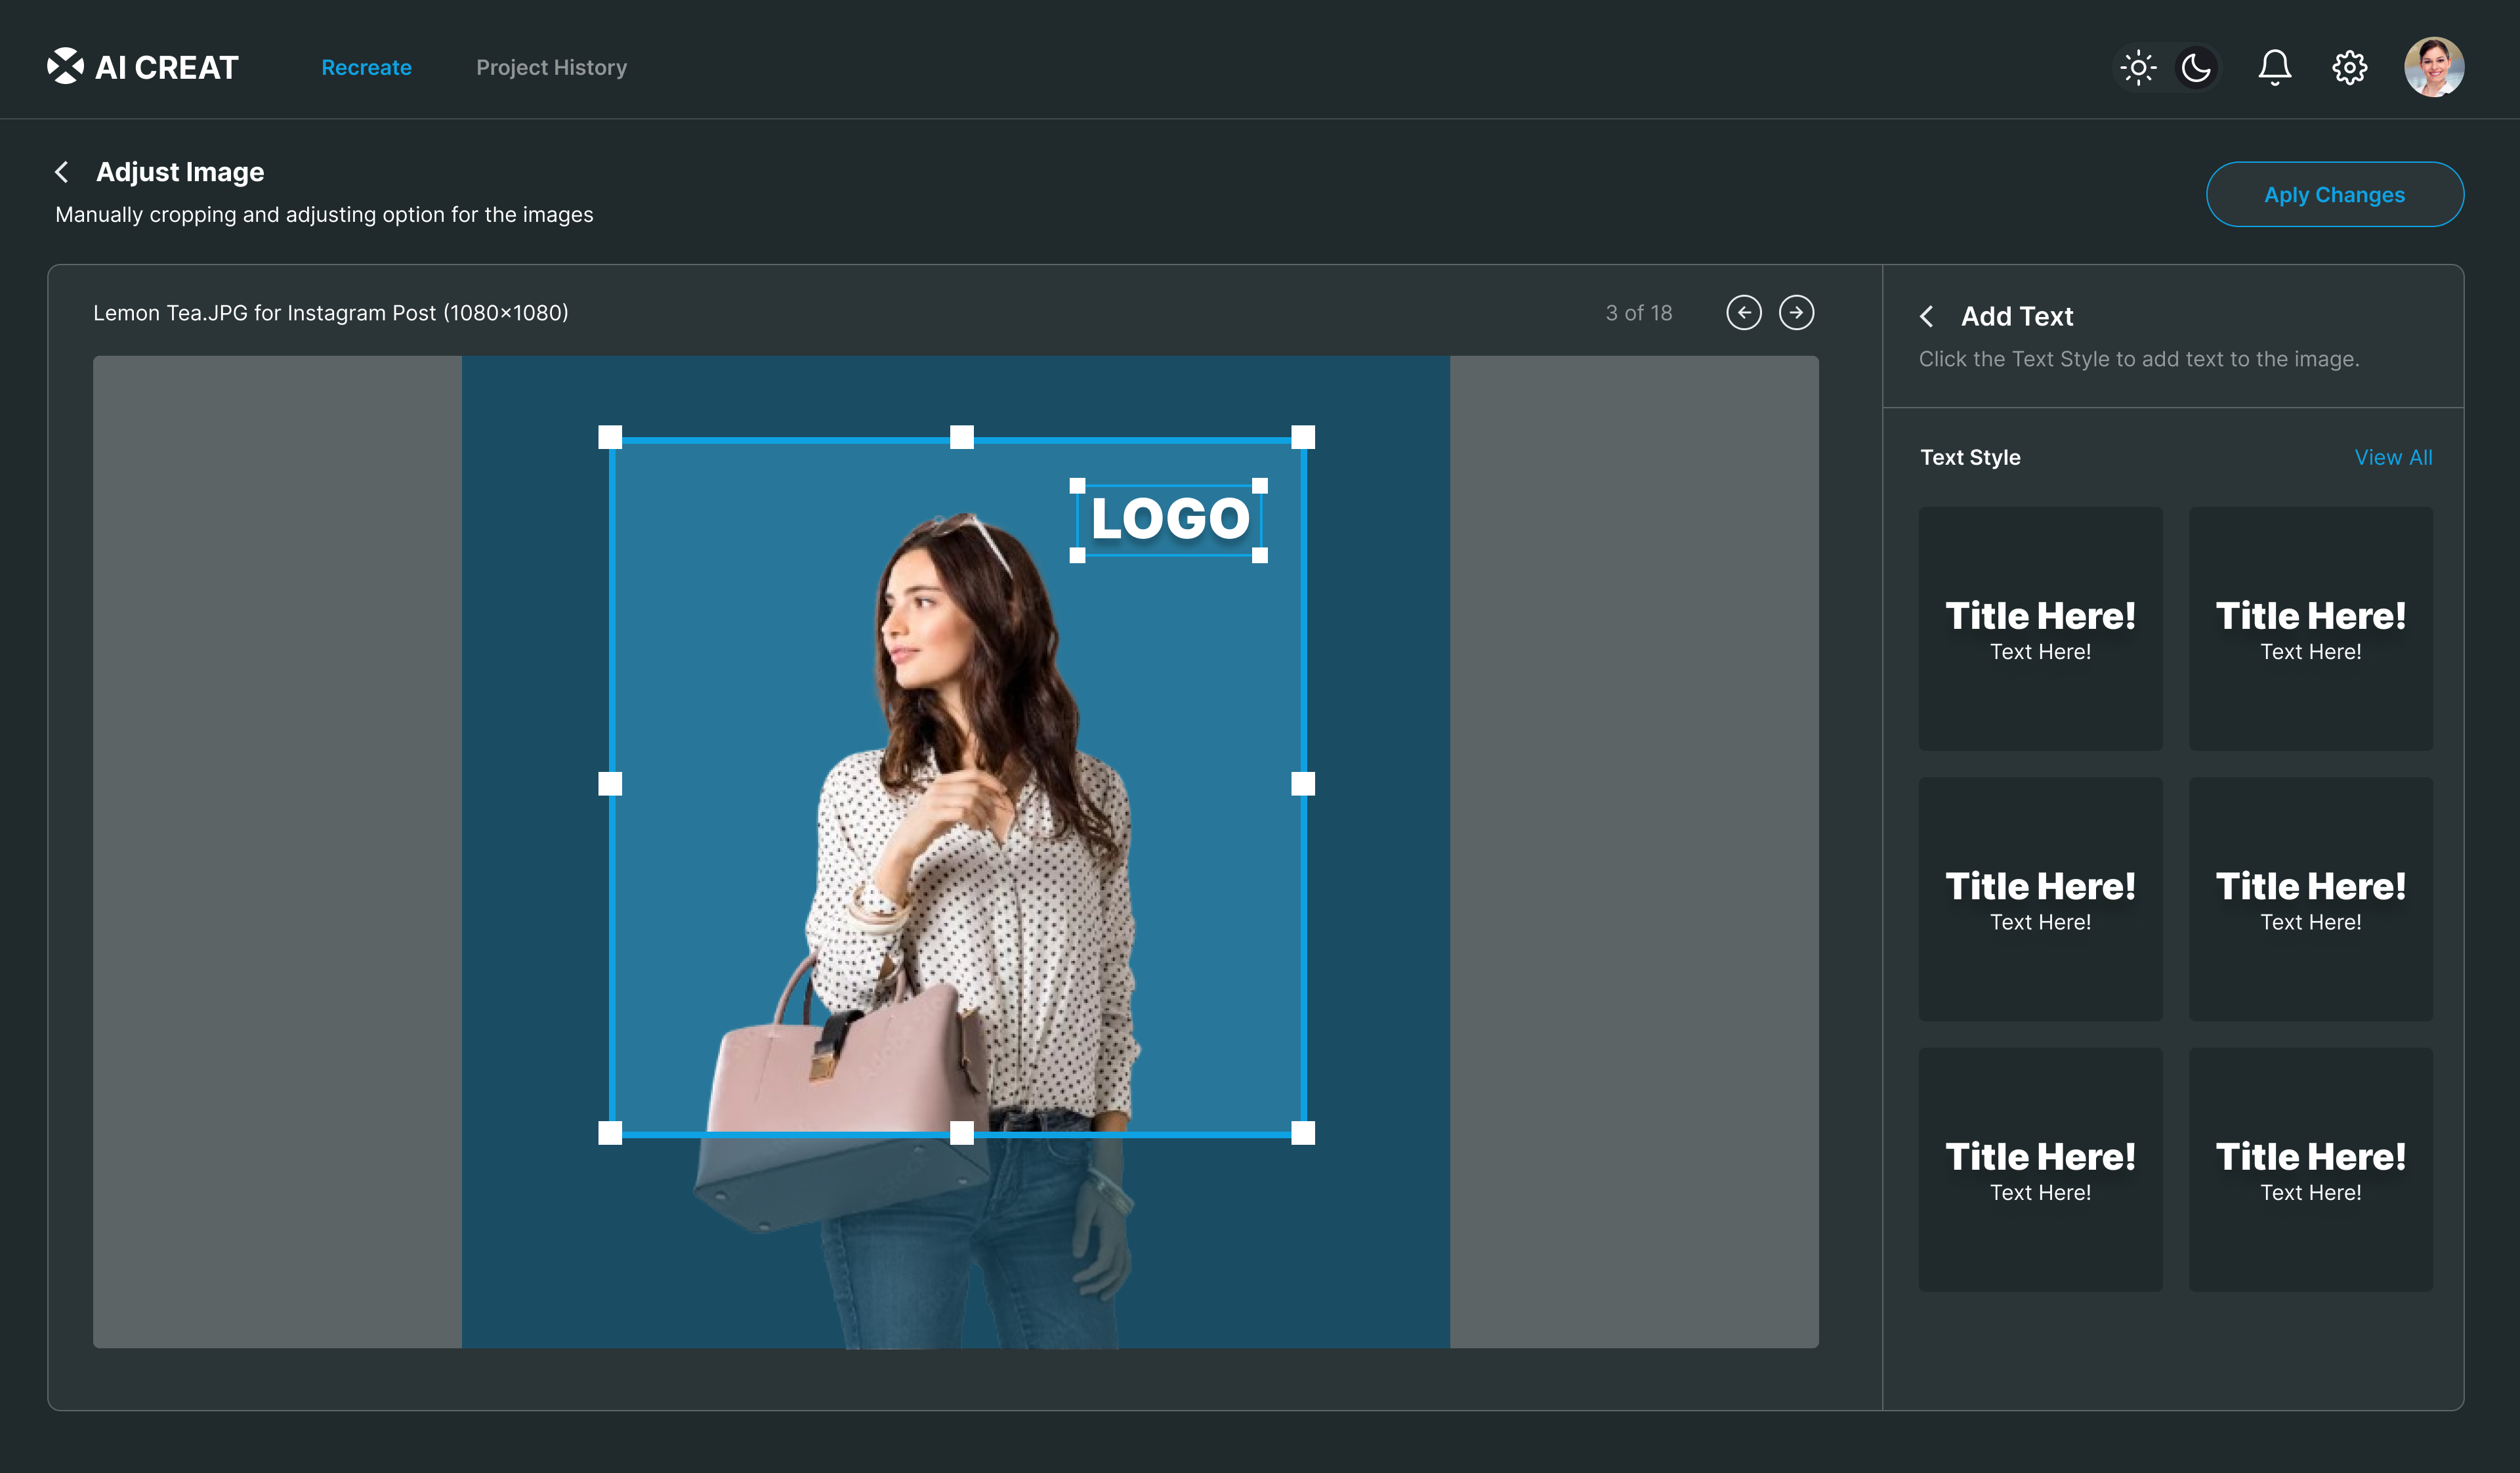 AI CREAT
Recreate
Project History
Adjust Image
Manually cropping and adjusting option for the images
Aply Changes
Lemon Tea.JPG for Instagram Post (1080×1080)
3 of 18
LOGO
Add Text
Click the Text Style to add text to the image.
Text Style
View All
Title Here!
Text Here!
Title Here!
Text Here!
Title Here!
Text Here!
Title Here!
Text Here!
Title Here!
Text Here!
Title Here!
Text Here!